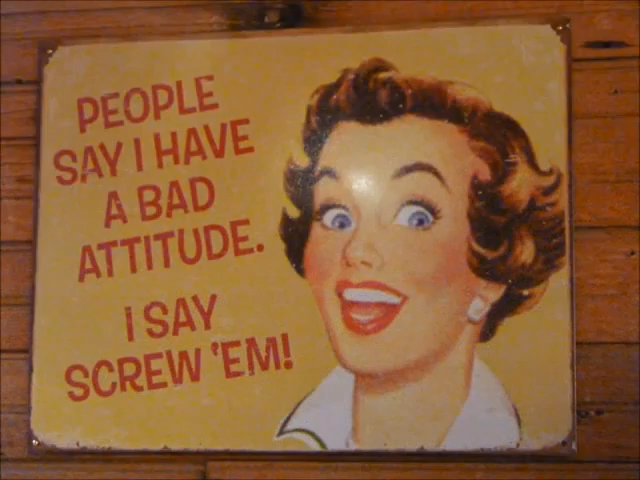 PEOPLE
SAY I HAVE
A BAD
ATTITUDE.
I SAY
SCREW 'EM!